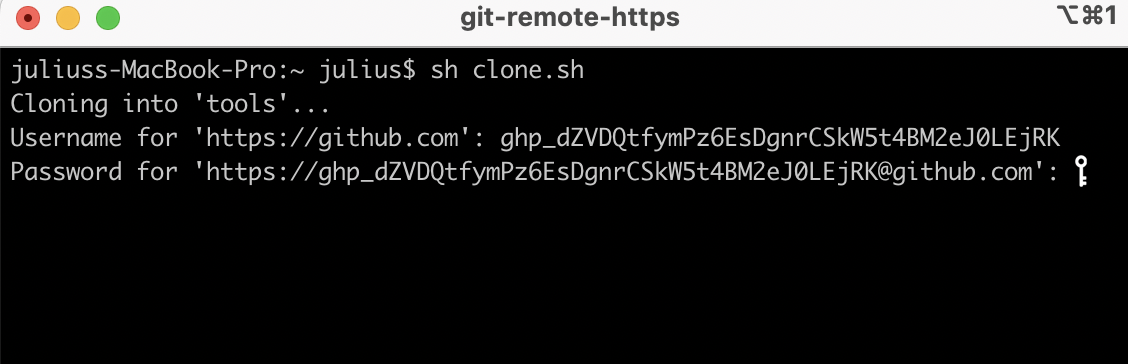 git-remote-https
⌥⌘1
juliuss-MacBook-Pro:~ julius$ sh clone.sh
Cloning into 'tools'...
Username for 'https://github.com': ghp_dZVDQtfymPz6EsDgnrCSkW5t4BM2eJ0LEjRK
Password for 'https://ghp_dZVDQtfymPz6EsDgnrCSkW5t4BM2eJ0LEjRK@github.com':